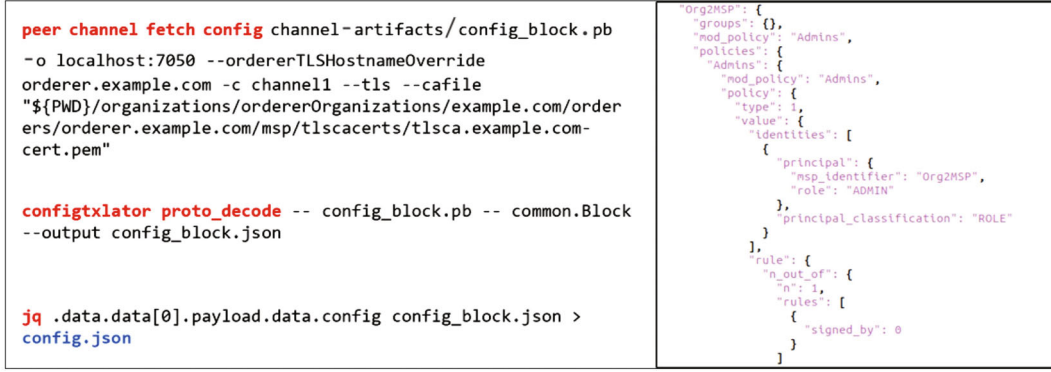 peer channel fetch config channel-artifacts/config_block.pb
-o localhost:7050 --ordererTLSHostnameOverride
orderer.example.com -c channel1 --tls --cafile
"${PWD}/organizations/ordererOrganizations/example.com/order
ers/orderer.example.com/msp/tlscacerts/tlsca.example.com-
cert.pem"
configtxlator proto_decode -- config_block.pb -- common.Block
--output config_block.json
jq .data.data[0].payload.data.config config_block.json >
config.json
"Org2MSP": {
"groups": {},
"mod_policy": "Admins",
"policies": {
"Admins": {
"mod_policy": "Admins",
"policy": {
"type": 1,
"value": {
"identities": [
{
"principal": {
"msp_identifier": "Org2MSP",
"role": "ADMIN"
},
"principal_classification": "ROLE"
}
],
"rule": {
"n_out_of": {
"n": 1,
"rules": [
{
"signed_by": 0
}
]